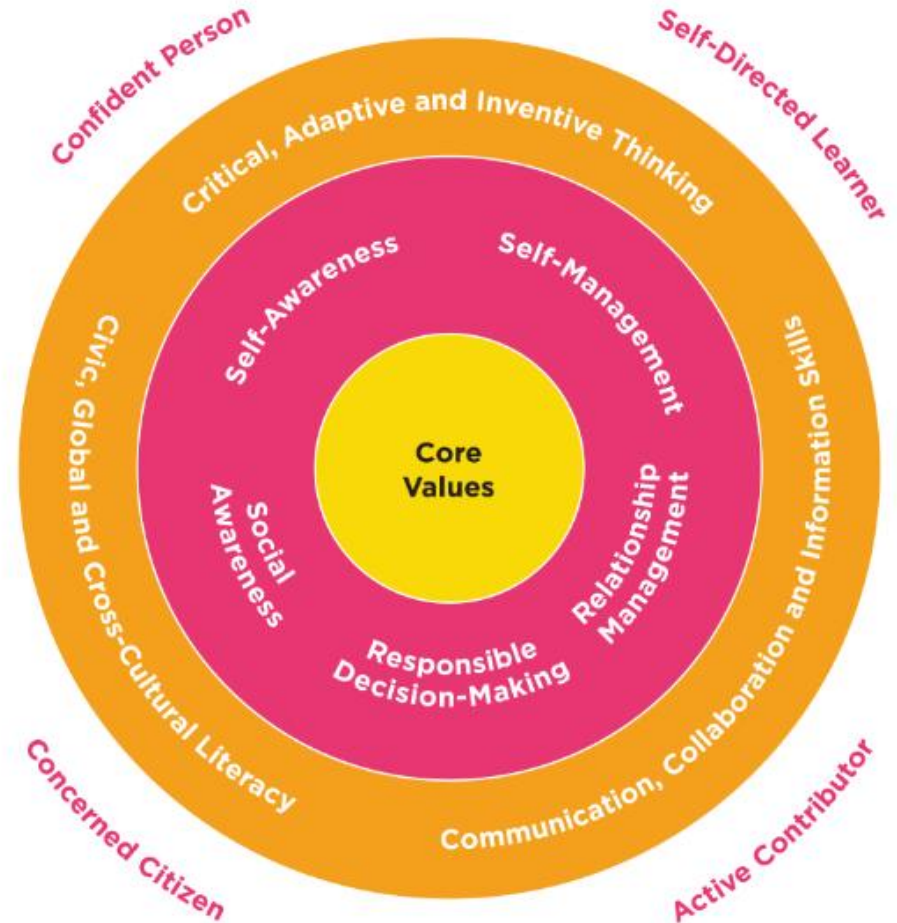 Confident Person
Self-Directed Learner
Critical, Adaptive and Inventive Thinking
Self-Awareness
Self-Management
Civic, Global and Cross-Cultural Literacy
Communication, Collaboration and Information Skills
Core
Values
Social
Awareness
Relationship
Management
Responsible
Decision-Making
Concerned Citizen
Active Contributor